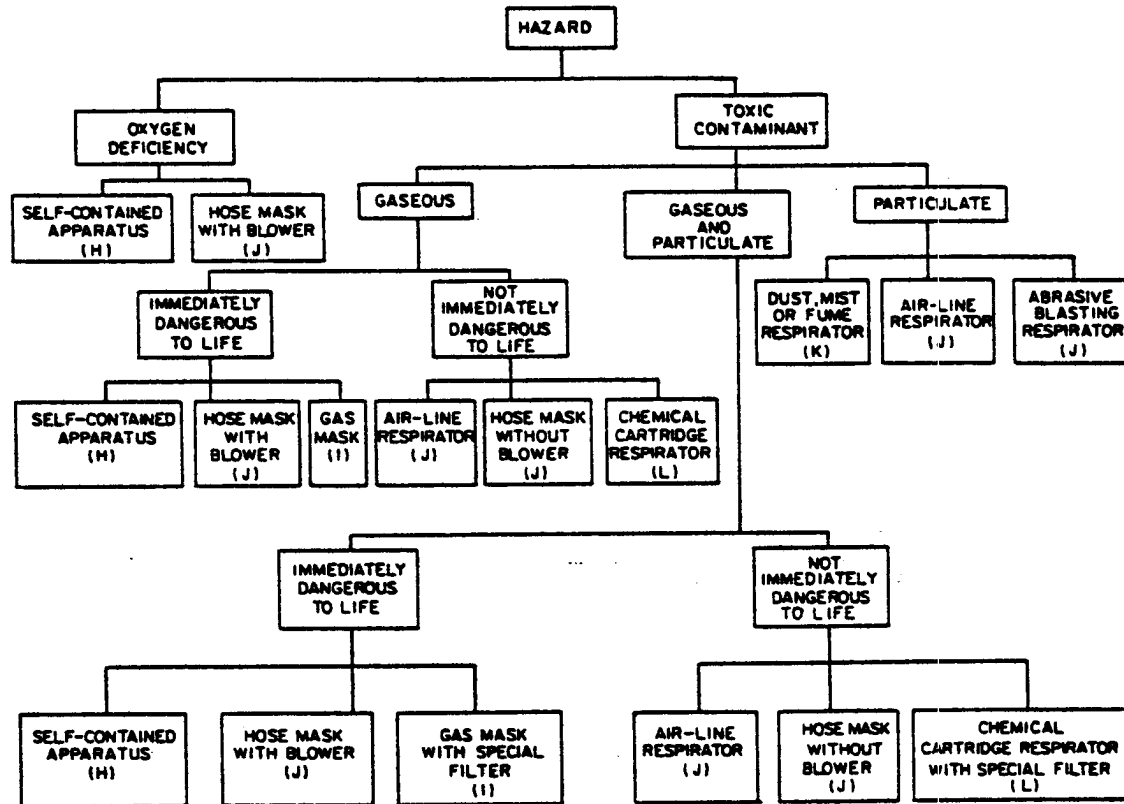 HAZARD
OXYGEN
DEFICIENCY
TOXIC
CONTAMINANT
SELF-CONTAINED
APPARATUS
(H)
HOSE MASK
WITH BLOWER
(J)
GASEOUS
GASEOUS
AND
PARTICULATE
PARTICULATE
IMMEDIATELY
DANGEROUS
TO LIFE
NOT
IMMEDIATELY
DANGEROUS
TO LIFE
DUST, MIST
OR FUME
RESPIRATOR
(K)
AIR-LINE
RESPIRATOR
(J)
ABRASIVE
BLASTING
RESPIRATOR
(J)
SELF-CONTAINED
APPARATUS
(H)
HOSE MASK
WITH
BLOWER
(J)
GAS
MASK
(I)
AIR-LINE
RESPIRATOR
(J)
HOSE MASK
WITHOUT
BLOWER
(J)
CHEMICAL
CARTRIDGE
RESPIRATOR
(L)
IMMEDIATELY
DANGEROUS
TO LIFE
NOT
IMMEDIATELY
DANGEROUS
TO LIFE
SELF-CONTAINED
APPARATUS
(H)
HOSE MASK
WITH BLOWER
(J)
GAS MASK
WITH SPECIAL
FILTER
(I)
AIR-LINE
RESPIRATOR
(J)
HOSE MASK
WITHOUT
BLOWER
(J)
CHEMICAL
CARTRIDGE RESPIRATOR
WITH SPECIAL FILTER
(L)